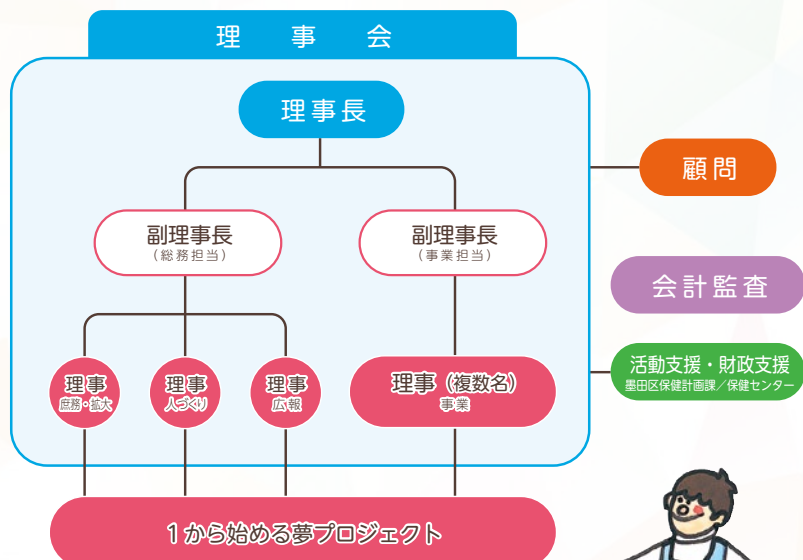 理事会
理事長
顧問
副理事長
(総務担当)
副理事長
(事業担当)
会計監査
活動支援・財政支援
墨田区保健計画課/保健センター
理事
庶務・拡大
理事
人づくり
理事
広報
理事(複数名)
事業
1から始める夢プロジェクト